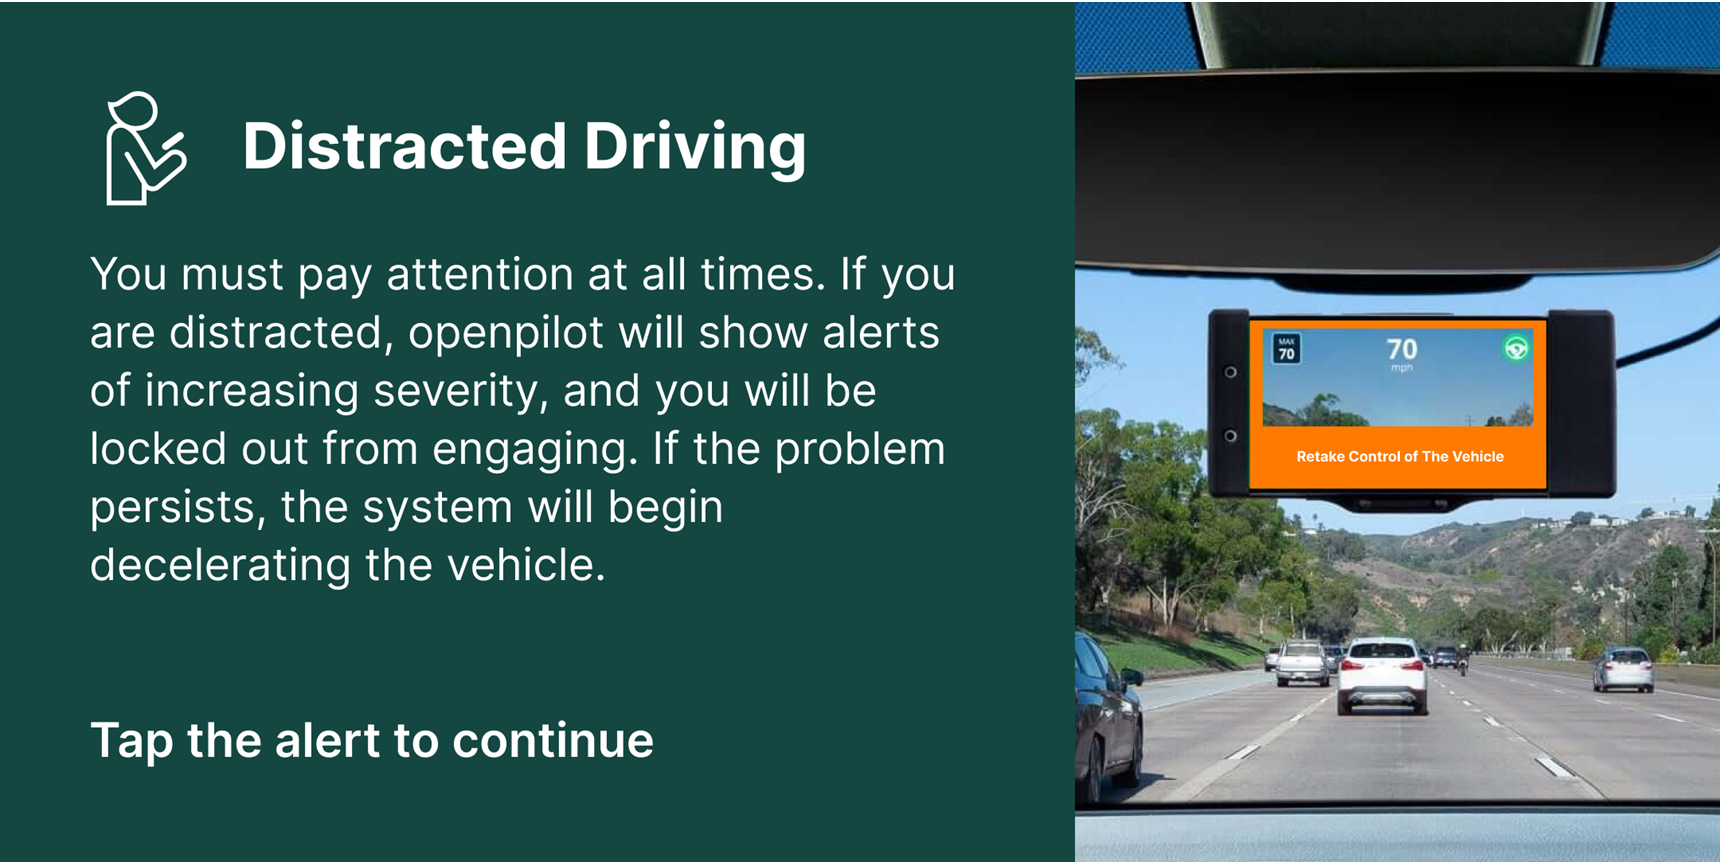 Distracted Driving
You must pay attention at all times. If you
are distracted, openpilot will show alerts
of increasing severity, and you will be
locked out from engaging. If the problem
persists, the system will begin
decelerating the vehicle.
Tap the alert to continue
MAX
70
70
mph
Retake Control of The Vehicle